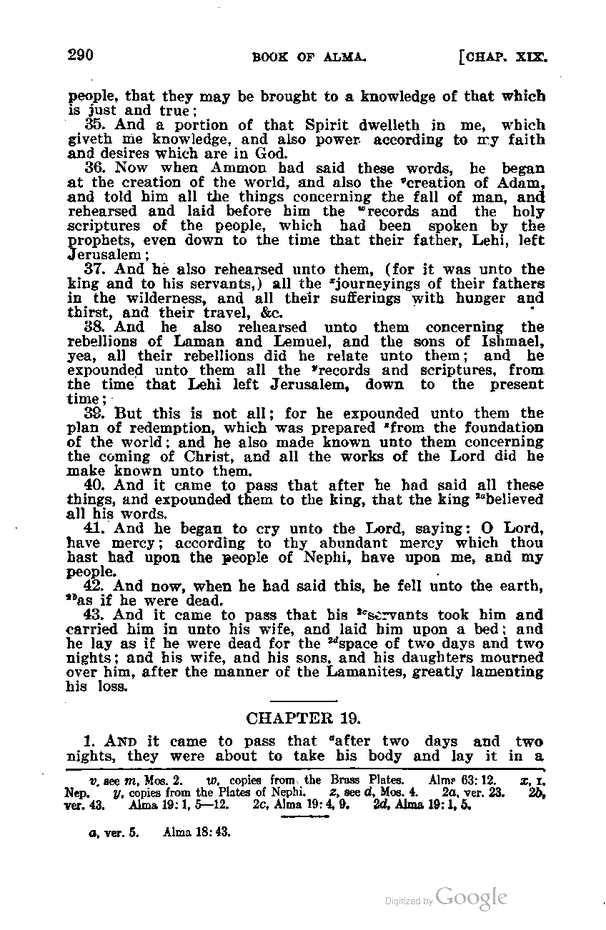 290 BOOK OF ALMA. [CHAP. XIX.
people, that they may be brought to a knowledge of that which
is just and true;
35. And a portion of that Spirit dwelleth in me, which
giveth me knowledge, and also power according to my faith
and desires which are in God.
36. Now when Ammon had said these words, he began
at the creation of the world, and also the ᵛcreation of Adam,
and told him all the things concerning the fall of man, and
rehearsed and laid before him the ʷrecords and the holy
scriptures of the people, which had been spoken by the
prophets, even down to the time that their father, Lehi, left
Jerusalem;
37. And he also rehearsed unto them, (for it was unto the
king and to his servants,) all the ˣjourneyings of their fathers
in the wilderness, and all their sufferings with hunger and
thirst, and their travel, &c.
38. And he also rehearsed unto them concerning the
rebellions of Laman and Lemuel, and the sons of Ishmael,
yea, all their rebellions did he relate unto them; and he
expounded unto them all the ʸrecords and scriptures, from
the time that Lehi left Jerusalem, down to the present
time;
39. But this is not all; for he expounded unto them the
plan of redemption, which was prepared ᶻfrom the foundation
of the world; and he also made known unto them concerning
the coming of Christ, and all the works of the Lord did he
make known unto them.
40. And it came to pass that after he had said all these
things, and expounded them to the king, that the king ²ᵃbelieved
all his words.
41. And he began to cry unto the Lord, saying: O Lord,
have mercy; according to thy abundant mercy which thou
hast had upon the people of Nephi, have upon me, and my
people.
42. And now, when he had said this, he fell unto the earth,
²ᵇas if he were dead.
43. And it came to pass that his ²ᶜservants took him and
carried him in unto his wife, and laid him upon a bed; and
he lay as if he were dead for the ²ᵈspace of two days and two
nights; and his wife, and his sons, and his daughters mourned
over him, after the manner of the Lamanites, greatly lamenting
his loss.
CHAPTER 19.
1. AND it came to pass that ᵃafter two days and two
nights, they were about to take his body and lay it in a
v, see m, Mos. 2. w, copies from the Brass Plates. Alma 63: 12. x, 1.
Nep. y, copies from the Plates of Nephi. z, see d, Mos. 4. 2a, ver. 23. 2b,
ver. 43. Alma 19: 1, 5—12. 2c, Alma 19: 4, 9. 2d, Alma 19: 1, 5.
a, ver. 5. Alma 18: 43.
Digitized by Google